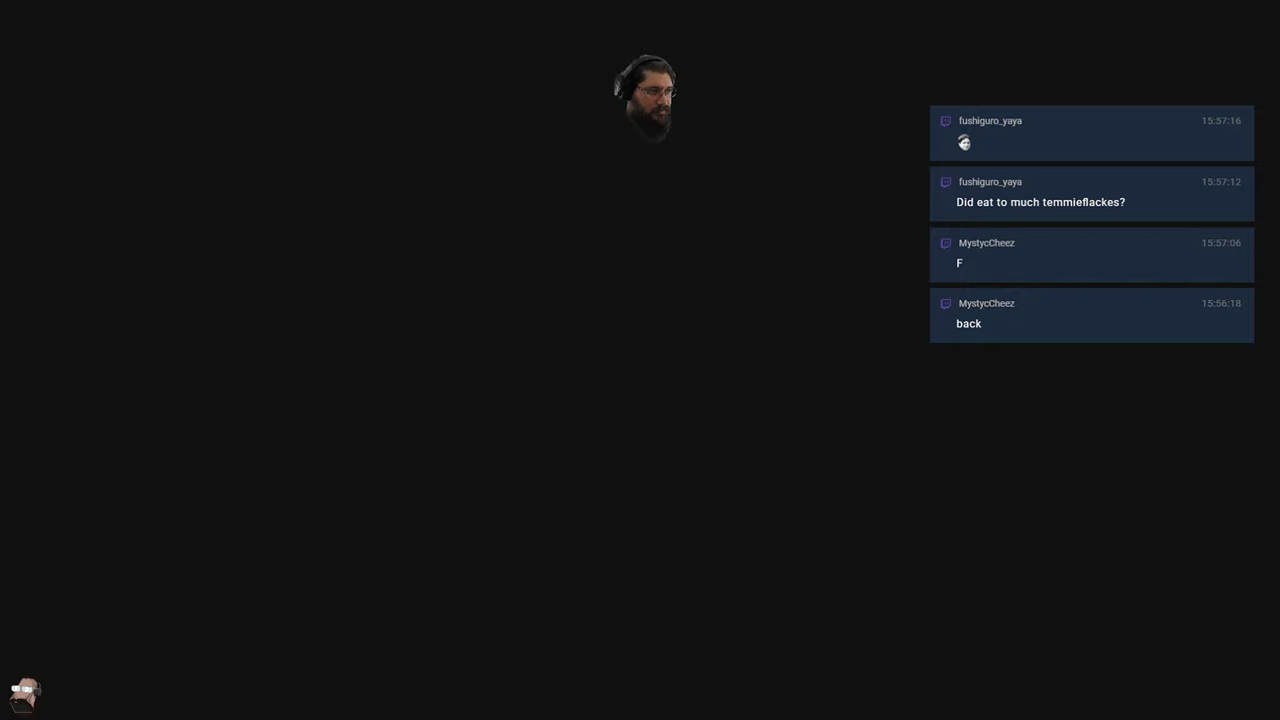 fushiguro_yaya 15:57:16
fushiguro_yaya 15:57:12
Did eat to much temmieflackes?
MystycCheez 15:57:06
F
MystycCheez 15:56:18
back